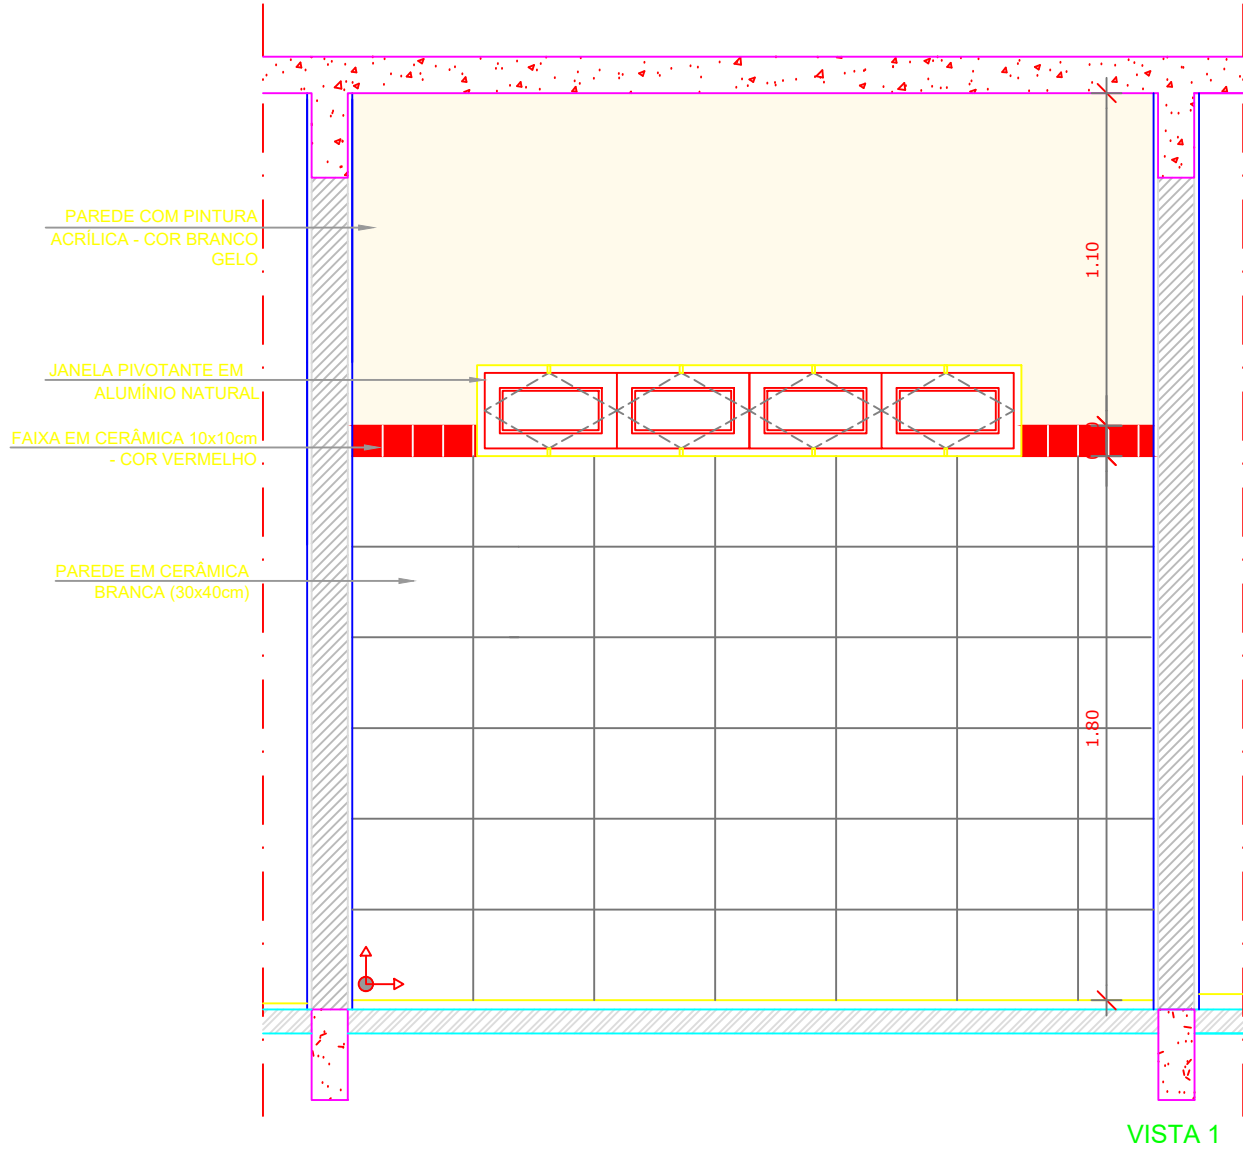 PAREDE COM PINTURA
ACRÍLICA - COR BRANCO
GELO
1.10
JANELA PIVOTANTE EM
ALUMÍNIO NATURAL
FAIXA EM CERÂMICA 10x10cm
- COR VERMELHO
PAREDE EM CERÂMICA
BRANCA (30x40cm)
1.80
VISTA 1